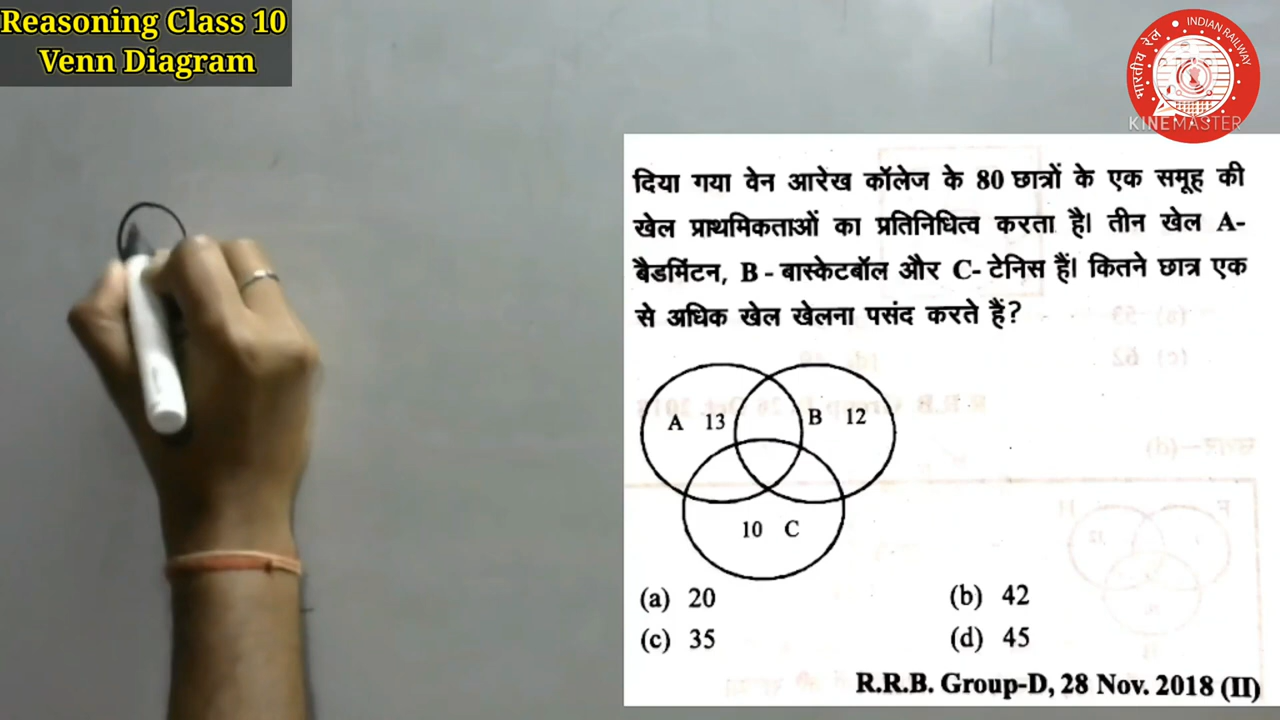 Reasoning Class 10
Venn Diagram
भारतीय रेल
INDIAN RAILWAY
KINEMASTER
दिया गया वेन आरेख कॉलेज के 80 छात्रों के एक समूह की
खेल प्राथमिकताओं का प्रतिनिधित्व करता है। तीन खेल A-
बैडमिंटन, B - बास्केटबॉल और C- टेनिस हैं। कितने छात्र एक
से अधिक खेल खेलना पसंद करते हैं?
A 13
B 12
10 C
(a) 20
(b) 42
(c) 35
(d) 45
R.R.B. Group-D, 28 Nov. 2018 (II)